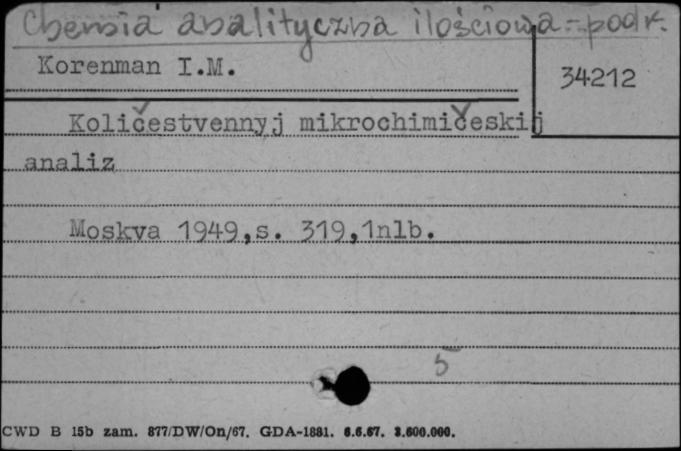 Chemia analityczna ilościowa - podr.
Korenman I.M.
34212
Količestvennyj mikrochimičeskij
analiz
Moskva 1949,s. 319,1nlb.
5
CWD B 15b zam. 877/DW/On/67. GDA-1881. 6.6.67. 3.600.000.